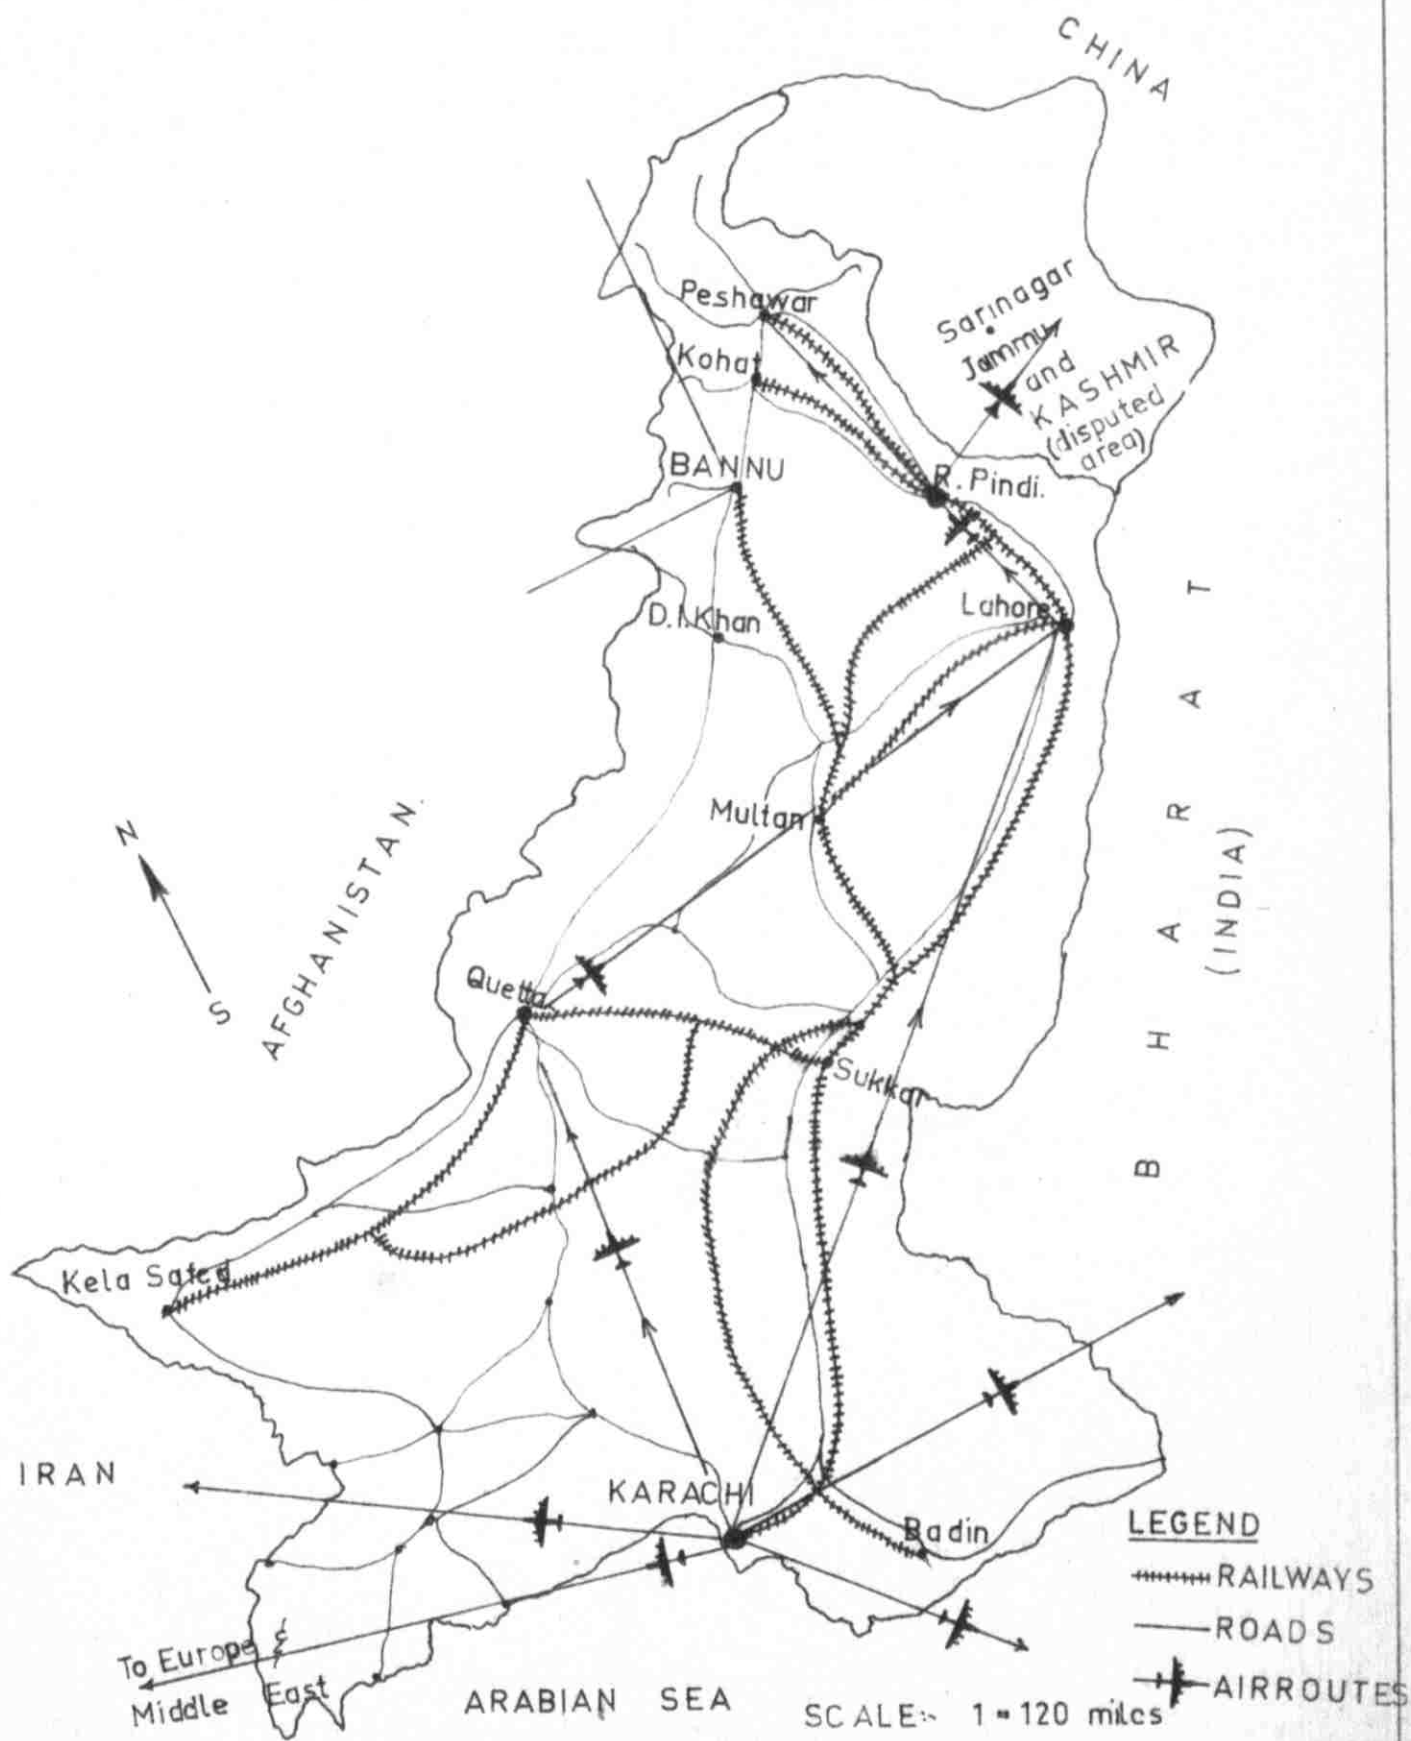 CHINA
Peshawar
Sarinagar
Jammu
and
KASHMIR
(disputed
area)
Kohat
BANNU
R. Pindi.
D.I.Khan
Lahore
Multan
N
S
AFGHANISTAN.
BHARAT
(INDIA)
Quetta
Sukkar
Kela Safed
IRAN
KARACHI
Badin
LEGEND
RAILWAYS
ROADS
AIRROUTES
To Europe &
Middle East
ARABIAN SEA
SCALE:- 1"=120 miles